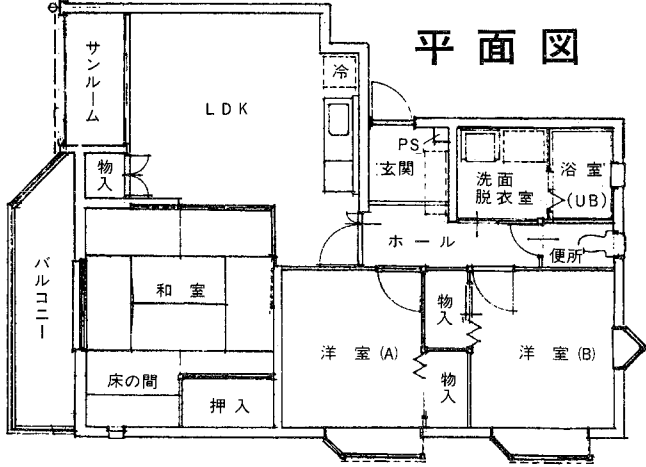 平面図
サンルーム
LDK
冷
物入
PS
玄関
洗面
脱衣室
浴室
(UB)
ホール
便所
バルコニー
和室
物入
洋室(A)
洋室(B)
物入
床の間
押入